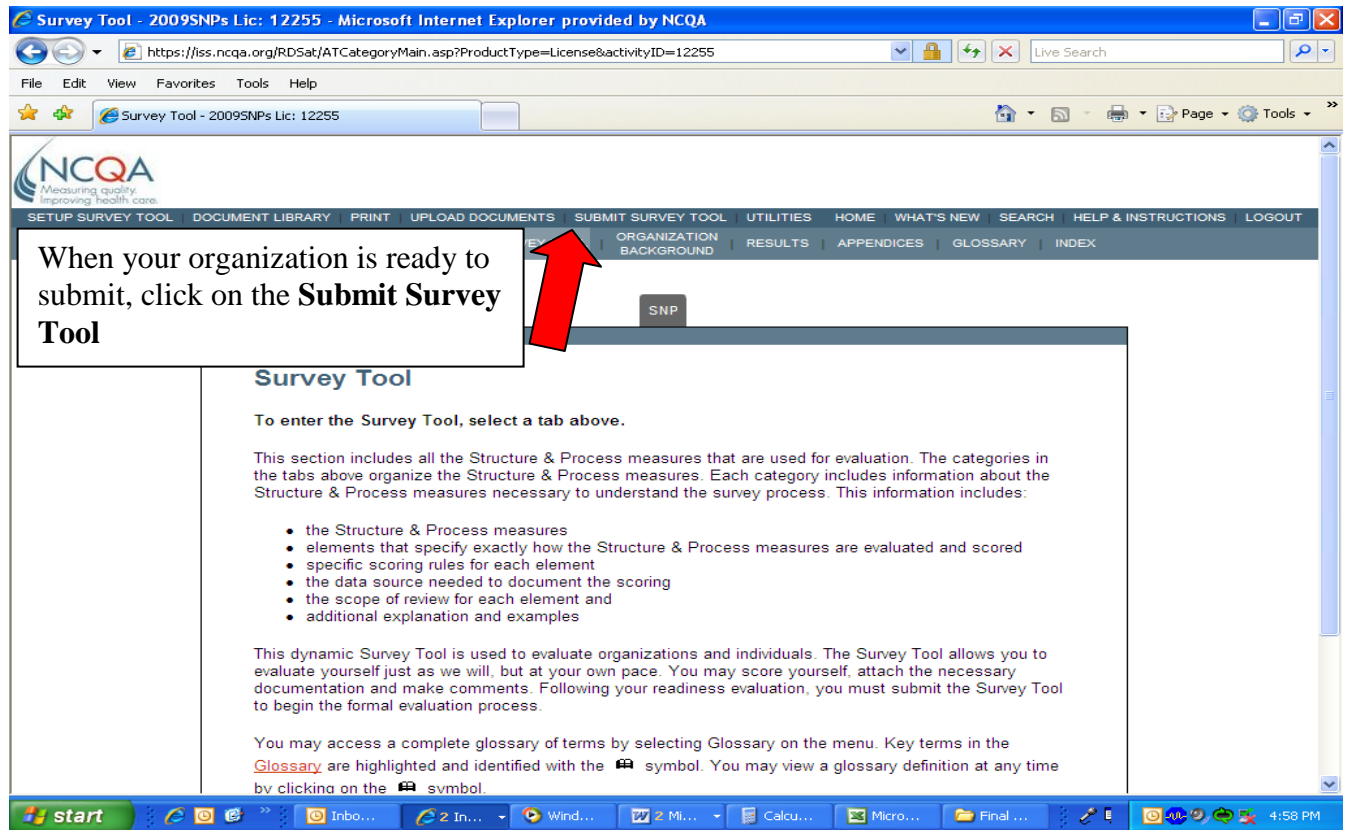 Survey Tool - 2009SNPs Lic: 12255 - Microsoft Internet Explorer provided by NCQA
https://iss.ncqa.org/RDSat/ATCategoryMain.asp?ProductType=License&activityID=12255
Live Search
File Edit View Favorites Tools Help
Survey Tool - 2009SNPs Lic: 12255
Page Tools »
NCQA
Measuring quality.
Improving health care.
SETUP SURVEY TOOL | DOCUMENT LIBRARY | PRINT | UPLOAD DOCUMENTS | SUBMIT SURVEY TOOL | UTILITIES HOME | WHAT'S NEW | SEARCH | HELP & INSTRUCTIONS | LOGOUT
| ORGANIZATION BACKGROUND | RESULTS | APPENDICES | GLOSSARY | INDEX
When your organization is ready to
submit, click on the Submit Survey
Tool
SNP
Survey Tool
To enter the Survey Tool, select a tab above.
This section includes all the Structure & Process measures that are used for evaluation. The categories in
the tabs above organize the Structure & Process measures. Each category includes information about the
Structure & Process measures necessary to understand the survey process. This information includes:
• the Structure & Process measures
• elements that specify exactly how the Structure & Process measures are evaluated and scored
• specific scoring rules for each element
• the data source needed to document the scoring
• the scope of review for each element and
• additional explanation and examples
This dynamic Survey Tool is used to evaluate organizations and individuals. The Survey Tool allows you to
evaluate yourself just as we will, but at your own pace. You may score yourself, attach the necessary
documentation and make comments. Following your readiness evaluation, you must submit the Survey Tool
to begin the formal evaluation process.
You may access a complete glossary of terms by selecting Glossary on the menu. Key terms in the
Glossary are highlighted and identified with the symbol. You may view a glossary definition at any time
by clicking on the symbol.
start » Inbo... 2 In... Wind... 2 Mi... Calcu... Micro... Final ... 4:58 PM